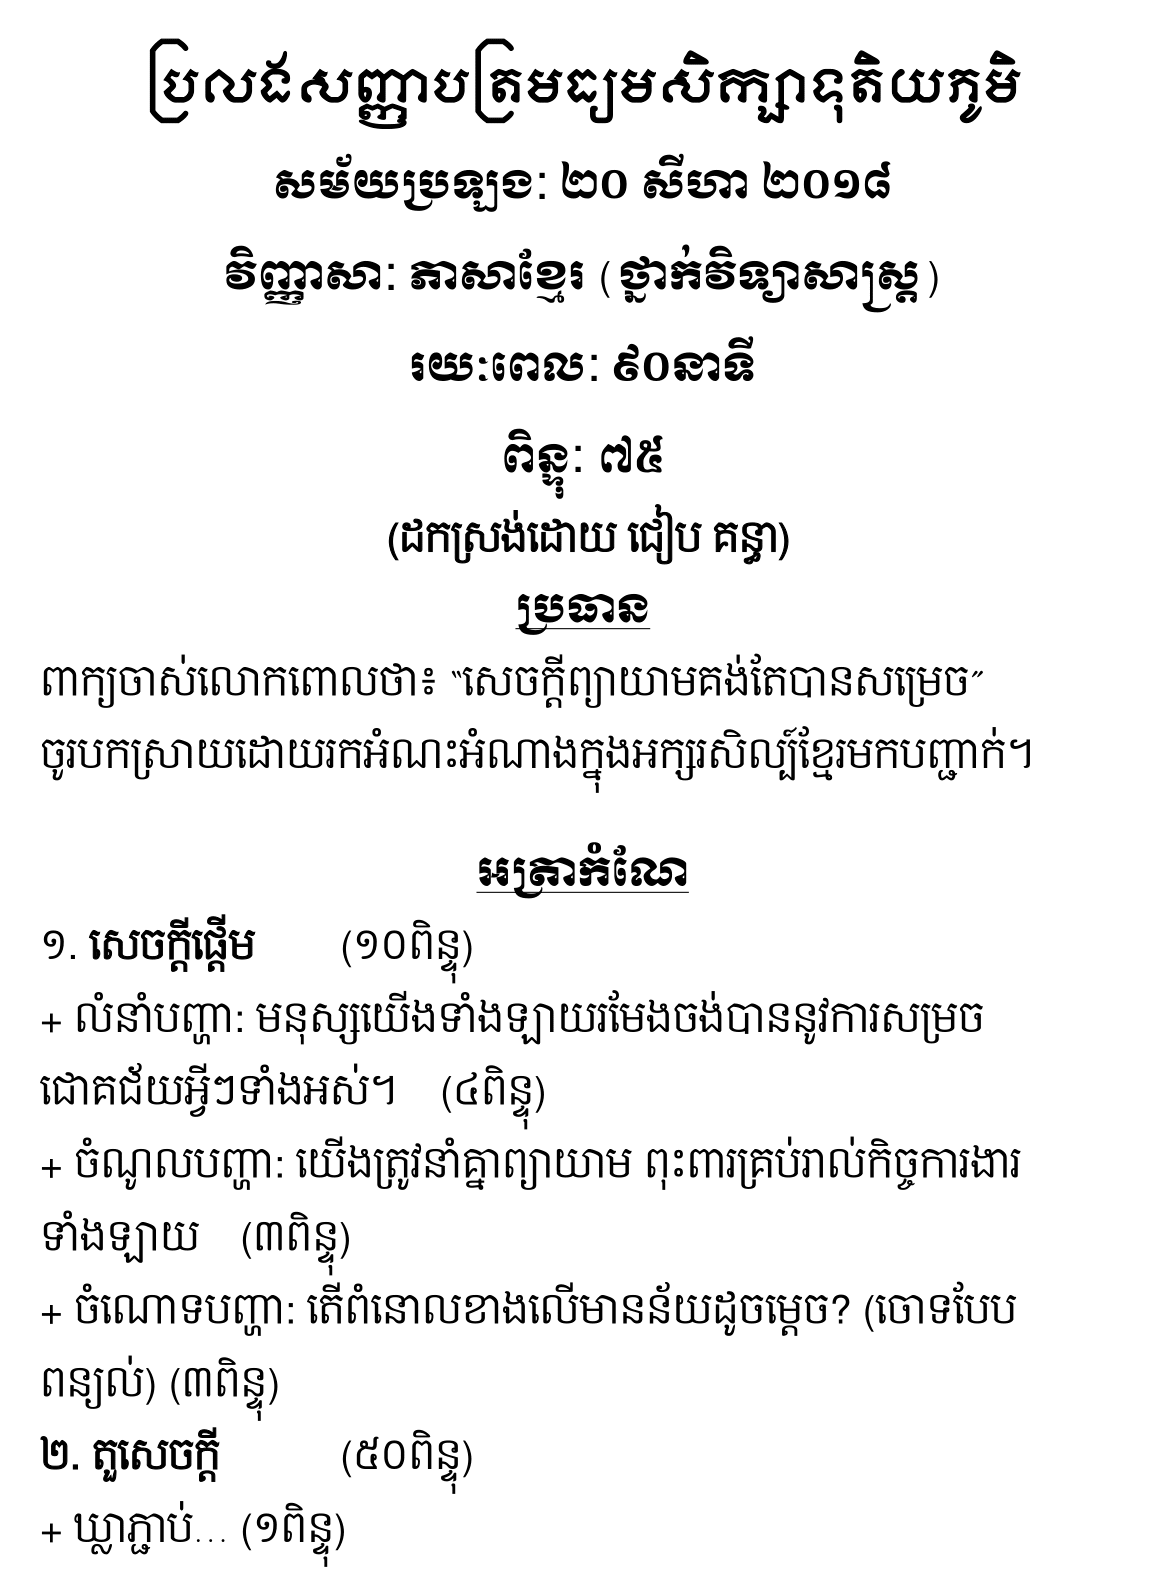 ប្រលងសញ្ញាបត្រមធ្យមសិក្សាទុតិយភូមិ
សម័យប្រឡង: ២០ សីហា ២០១៨
វិញ្ញាសា: ភាសាខ្មែរ (ថ្នាក់វិទ្យាសាស្ត្រ)
រយ:ពេល: ៩០នាទី
ពិន្ទុ: ៧៥
(ដកស្រង់ដោយ ជៀប គន្ធា)
ប្រធាន
ពាក្យចាស់លោកពោលថា៖ “សេចក្តីព្យាយាមគង់តែបានសម្រេច”
ចូរបកស្រាយដោយរកអំណះអំណាងក្នុងអក្សរសិល្ប៍ខ្មែរមកបញ្ជាក់។
អត្រាកំណែ
១. សេចក្តីផ្តើម (១០ពិន្ទុ)
+ លំនាំបញ្ហា: មនុស្សយើងទាំងឡាយរមែងចង់បាននូវការសម្រេច
ជោគជ័យអ្វីៗទាំងអស់។ (៤ពិន្ទុ)
+ ចំណូលបញ្ហា: យើងត្រូវនាំគ្នាព្យាយាម ពុះពារគ្រប់រាល់កិច្ចការងារ
ទាំងឡាយ (៣ពិន្ទុ)
+ ចំណោទបញ្ហា: តើពំនោលខាងលើមានន័យដូចម្តេច? (ចោទបែប
ពន្យល់) (៣ពិន្ទុ)
២. តួសេចក្តី (៥០ពិន្ទុ)
+ ឃ្លាភ្ជាប់... (១ពិន្ទុ)